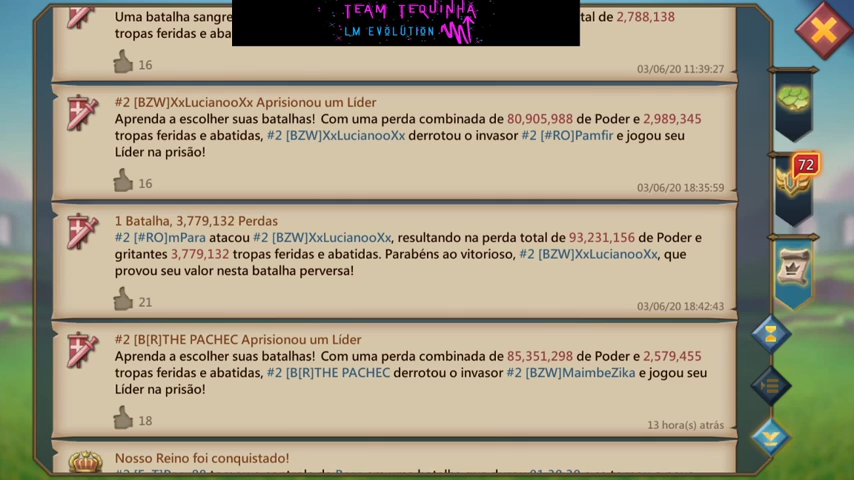 TEAM TEQUINHA
LM EVOLUTION
Uma batalha sangre
tal de 2,788,138
tropas feridas e aba
16
03/06/20 11:39:27
#2 [BZW]XxLucianooXx Aprisionou um Líder
Aprenda a escolher suas batalhas! Com uma perda combinada de 80,905,988 de Poder e 2,989,345
tropas feridas e abatidas, #2 [BZW]XxLucianooXx derrotou o invasor #2 [#RO]Pamfir e jogou seu
Líder na prisão!
16
03/06/20 18:35:59
1 Batalha, 3,779,132 Perdas
#2 [#RO]mPara atacou #2 [BZW]XxLucianooXx, resultando na perda total de 93,231,156 de Poder e
gritantes 3,779,132 tropas feridas e abatidas. Parabéns ao vitorioso, #2 [BZW]XxLucianooXx, que
provou seu valor nesta batalha perversa!
21
03/06/20 18:42:43
#2 [B[R]THE PACHEC Aprisionou um Líder
Aprenda a escolher suas batalhas! Com uma perda combinada de 85,351,298 de Poder e 2,579,455
tropas feridas e abatidas, #2 [B[R]THE PACHEC derrotou o invasor #2 [BZW]MaimbeZika e jogou seu
Líder na prisão!
18
13 hora(s) atrás
Nosso Reino foi conquistado!
72